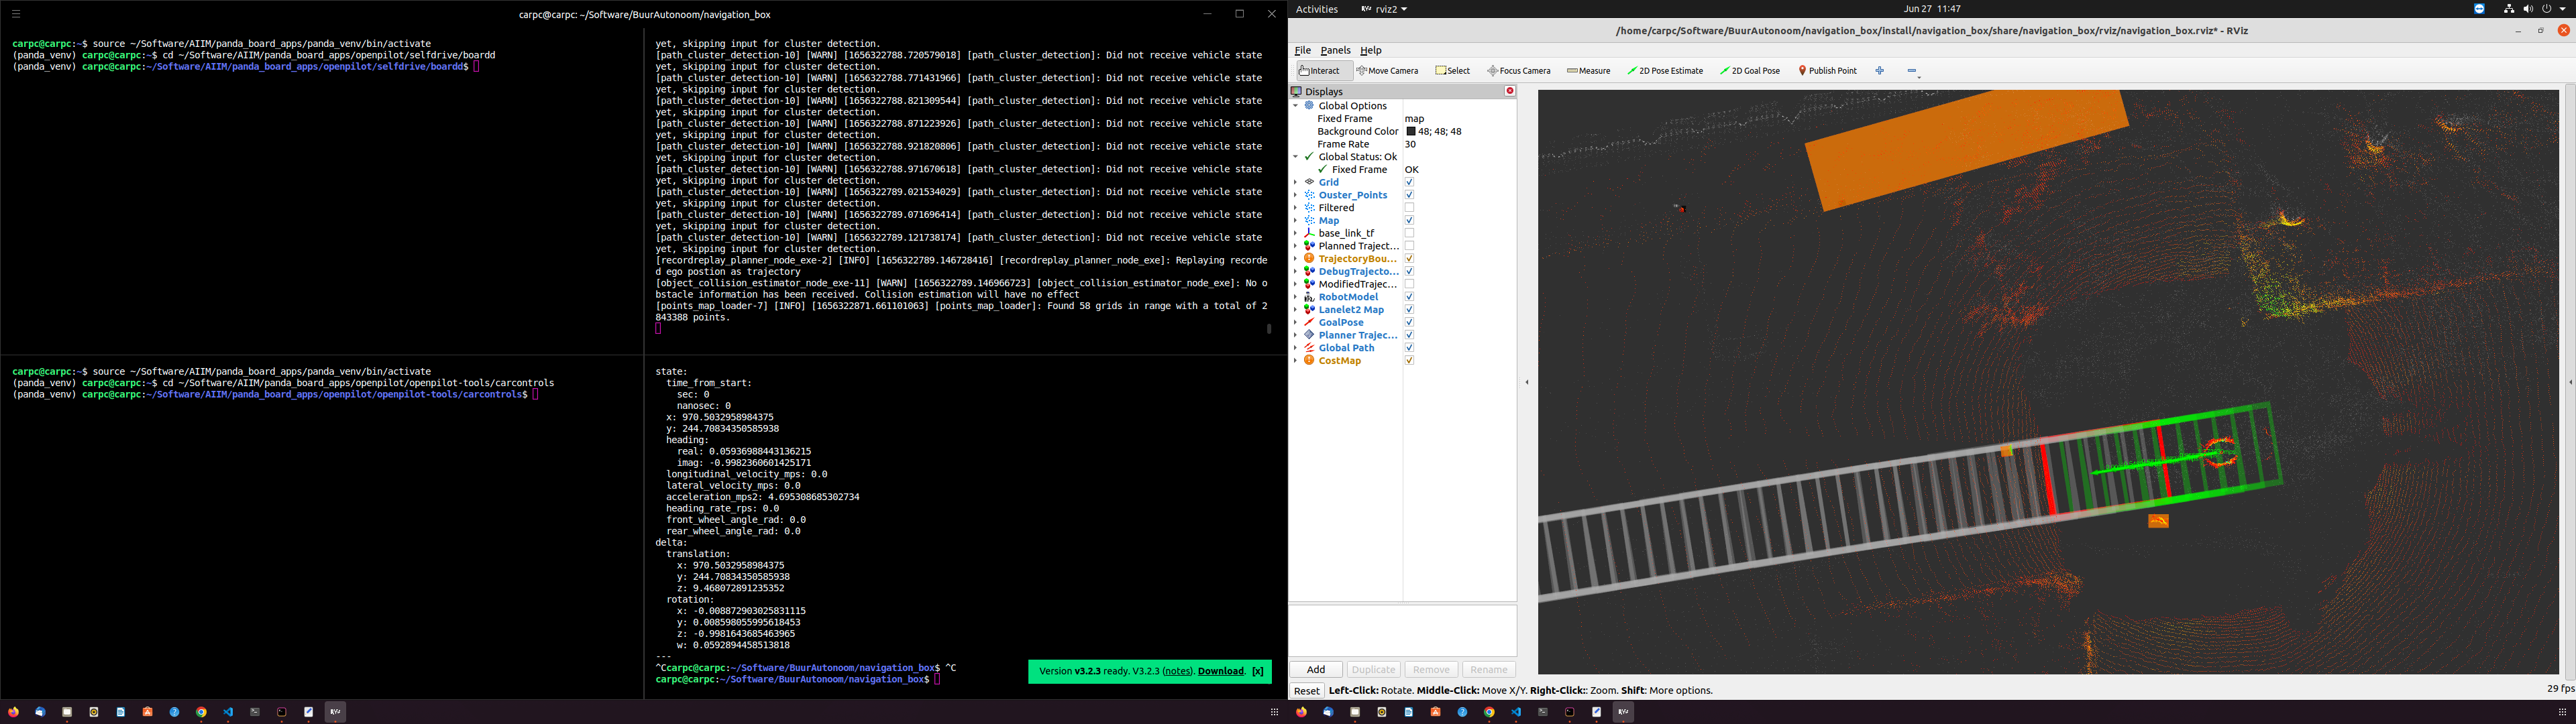 carpc@carpc: ~/Software/BuurAutonoom/navigation_box
carpc@carpc:~$ source ~/Software/AIIM/panda_board_apps/panda_venv/bin/activate
(panda_venv) carpc@carpc:~$ cd ~/Software/AIIM/panda_board_apps/openpilot/selfdrive/boardd
(panda_venv) carpc@carpc:~/Software/AIIM/panda_board_apps/openpilot/selfdrive/boardd$
yet, skipping input for cluster detection.
[path_cluster_detection-10] [WARN] [1656322788.720579018] [path_cluster_detection]: Did not receive vehicle state
yet, skipping input for cluster detection.
[path_cluster_detection-10] [WARN] [1656322788.771431966] [path_cluster_detection]: Did not receive vehicle state
yet, skipping input for cluster detection.
[path_cluster_detection-10] [WARN] [1656322788.821309544] [path_cluster_detection]: Did not receive vehicle state
yet, skipping input for cluster detection.
[path_cluster_detection-10] [WARN] [1656322788.871223926] [path_cluster_detection]: Did not receive vehicle state
yet, skipping input for cluster detection.
[path_cluster_detection-10] [WARN] [1656322788.921820806] [path_cluster_detection]: Did not receive vehicle state
yet, skipping input for cluster detection.
[path_cluster_detection-10] [WARN] [1656322788.971670618] [path_cluster_detection]: Did not receive vehicle state
yet, skipping input for cluster detection.
[path_cluster_detection-10] [WARN] [1656322789.021534029] [path_cluster_detection]: Did not receive vehicle state
yet, skipping input for cluster detection.
[path_cluster_detection-10] [WARN] [1656322789.071696414] [path_cluster_detection]: Did not receive vehicle state
yet, skipping input for cluster detection.
[path_cluster_detection-10] [WARN] [1656322789.121738174] [path_cluster_detection]: Did not receive vehicle state
yet, skipping input for cluster detection.
[recordreplay_planner_node_exe-2] [INFO] [1656322789.146728416] [recordreplay_planner_node_exe]: Replaying recorde
d ego postion as trajectory
[object_collision_estimator_node_exe-11] [WARN] [1656322789.146966723] [object_collision_estimator_node_exe]: No o
bstacle information has been received. Collision estimation will have no effect
[points_map_loader-7] [INFO] [1656322871.661101063] [points_map_loader]: Found 58 grids in range with a total of 2
843388 points.
carpc@carpc:~$ source ~/Software/AIIM/panda_board_apps/panda_venv/bin/activate
(panda_venv) carpc@carpc:~$ cd ~/Software/AIIM/panda_board_apps/openpilot/openpilot-tools/carcontrols
(panda_venv) carpc@carpc:~/Software/AIIM/panda_board_apps/openpilot/openpilot-tools/carcontrols$
state:
time_from_start:
sec: 0
nanosec: 0
x: 970.5032958984375
y: 244.70834350585938
heading:
real: 0.05936988443136215
imag: -0.9982360601425171
longitudinal_velocity_mps: 0.0
lateral_velocity_mps: 0.0
acceleration_mps2: 4.695308685302734
heading_rate_rps: 0.0
front_wheel_angle_rad: 0.0
rear_wheel_angle_rad: 0.0
delta:
translation:
x: 970.5032958984375
y: 244.70834350585938
z: 9.468072891235352
rotation:
x: -0.008872903025831115
y: 0.008598055995618453
z: -0.9981643685463965
w: 0.0592894458513818
---
^Ccarpc@carpc:~/Software/BuurAutonoom/navigation_box$ ^C
carpc@carpc:~/Software/BuurAutonoom/navigation_box$
Version v3.2.3 ready. V3.2.3 (notes). Download. [x]
Activities
RViz rviz2
Jun 27 11:47
/home/carpc/Software/BuurAutonoom/navigation_box/install/navigation_box/share/navigation_box/rviz/navigation_box.rviz* - RViz
File Panels Help
Interact Move Camera Select Focus Camera Measure 2D Pose Estimate 2D Goal Pose Publish Point
Displays
Global Options
Fixed Frame map
Background Color 48; 48; 48
Frame Rate 30
Global Status: Ok
Fixed Frame OK
Grid
Ouster_Points
Filtered
Map
base_link_tf
Planned Traject...
TrajectoryBou...
DebugTrajecto...
ModifiedTrajec...
RobotModel
Lanelet2 Map
GoalPose
Planner Trajec...
Global Path
CostMap
Add Duplicate Remove Rename
Reset Left-Click: Rotate. Middle-Click: Move X/Y. Right-Click: Zoom. Shift: More options.
29 fps